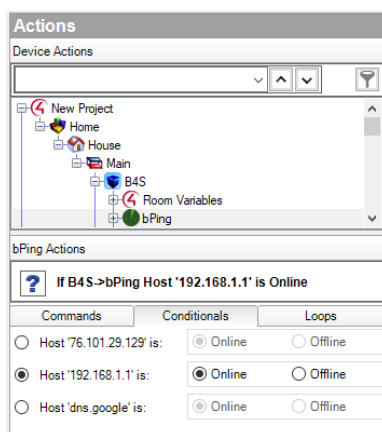 Actions
Device Actions
New Project
Home
House
Main
B4S
Room Variables
bPing
bPing Actions
? If B4S->bPing Host '192.168.1.1' is Online
Commands Conditionals Loops
Host '76.101.29.129' is: Online Offline
Host '192.168.1.1' is: Online Offline
Host 'dns.google' is: Online Offline